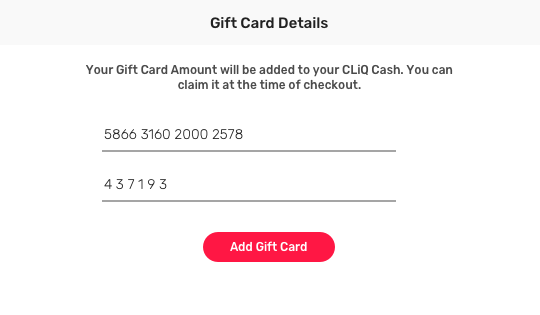 Gift Card Details
Your Gift Card Amount will be added to your CLiQ Cash. You can
claim it at the time of checkout.
5866 3160 2000 2578
4 3 7 1 9 3
Add Gift Card